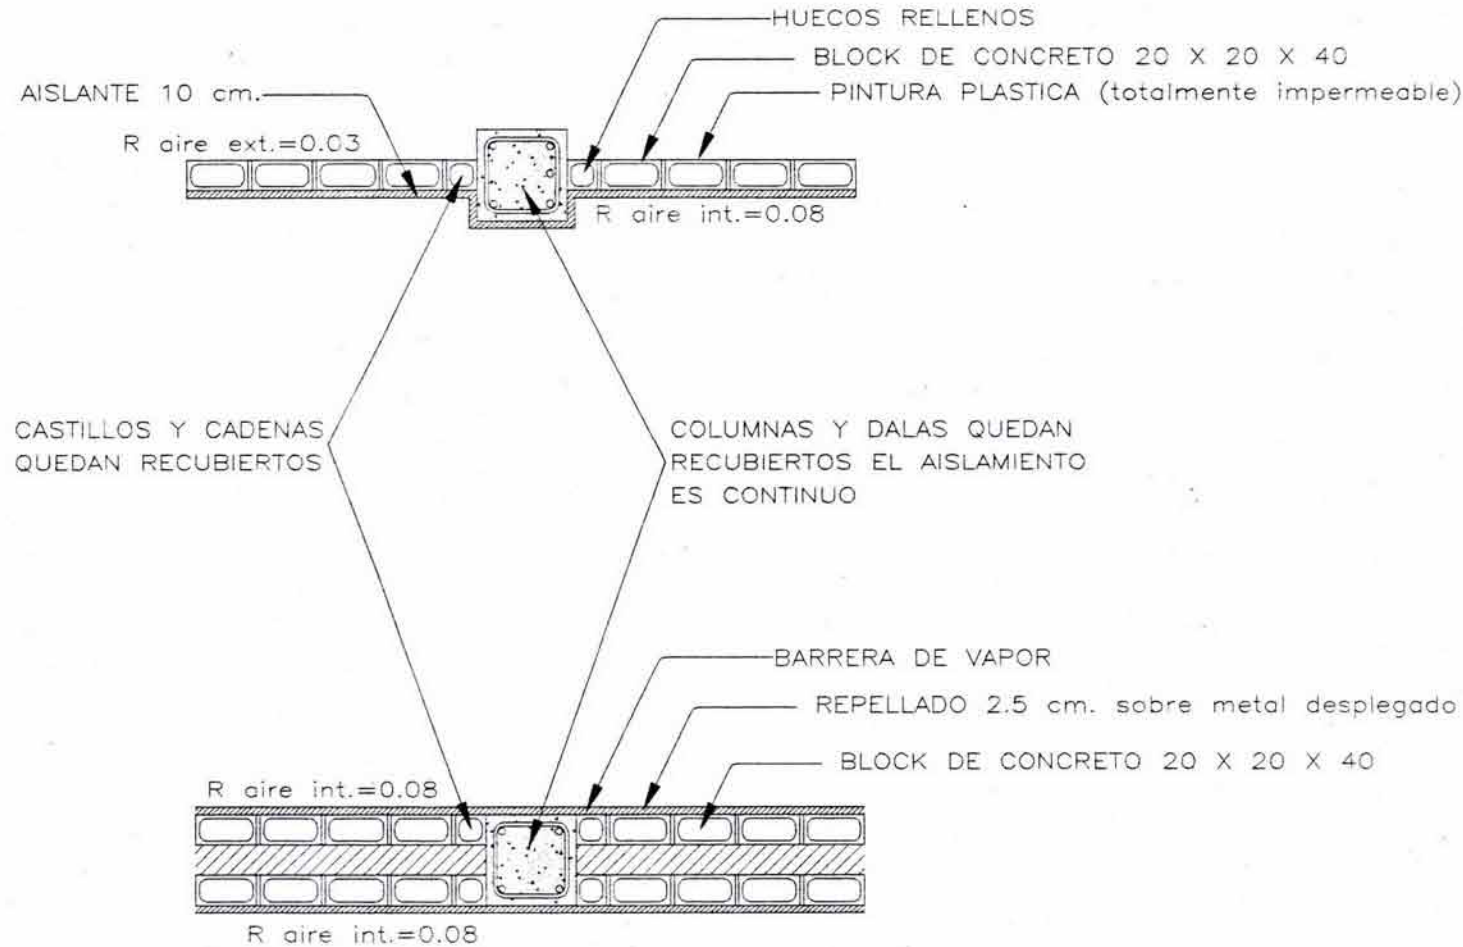 HUECOS RELLENOS
BLOCK DE CONCRETO 20 X 20 X 40
AISLANTE 10 cm.
PINTURA PLASTICA (totalmente impermeable)
R aire ext.=0.03
R aire int.=0.08
CASTILLOS Y CADENAS
QUEDAN RECUBIERTOS
COLUMNAS Y DALAS QUEDAN
RECUBIERTOS EL AISLAMIENTO
ES CONTINUO
BARRERA DE VAPOR
REPELLADO 2.5 cm. sobre metal desplegado
BLOCK DE CONCRETO 20 X 20 X 40
R aire int.=0.08
R aire int.=0.08